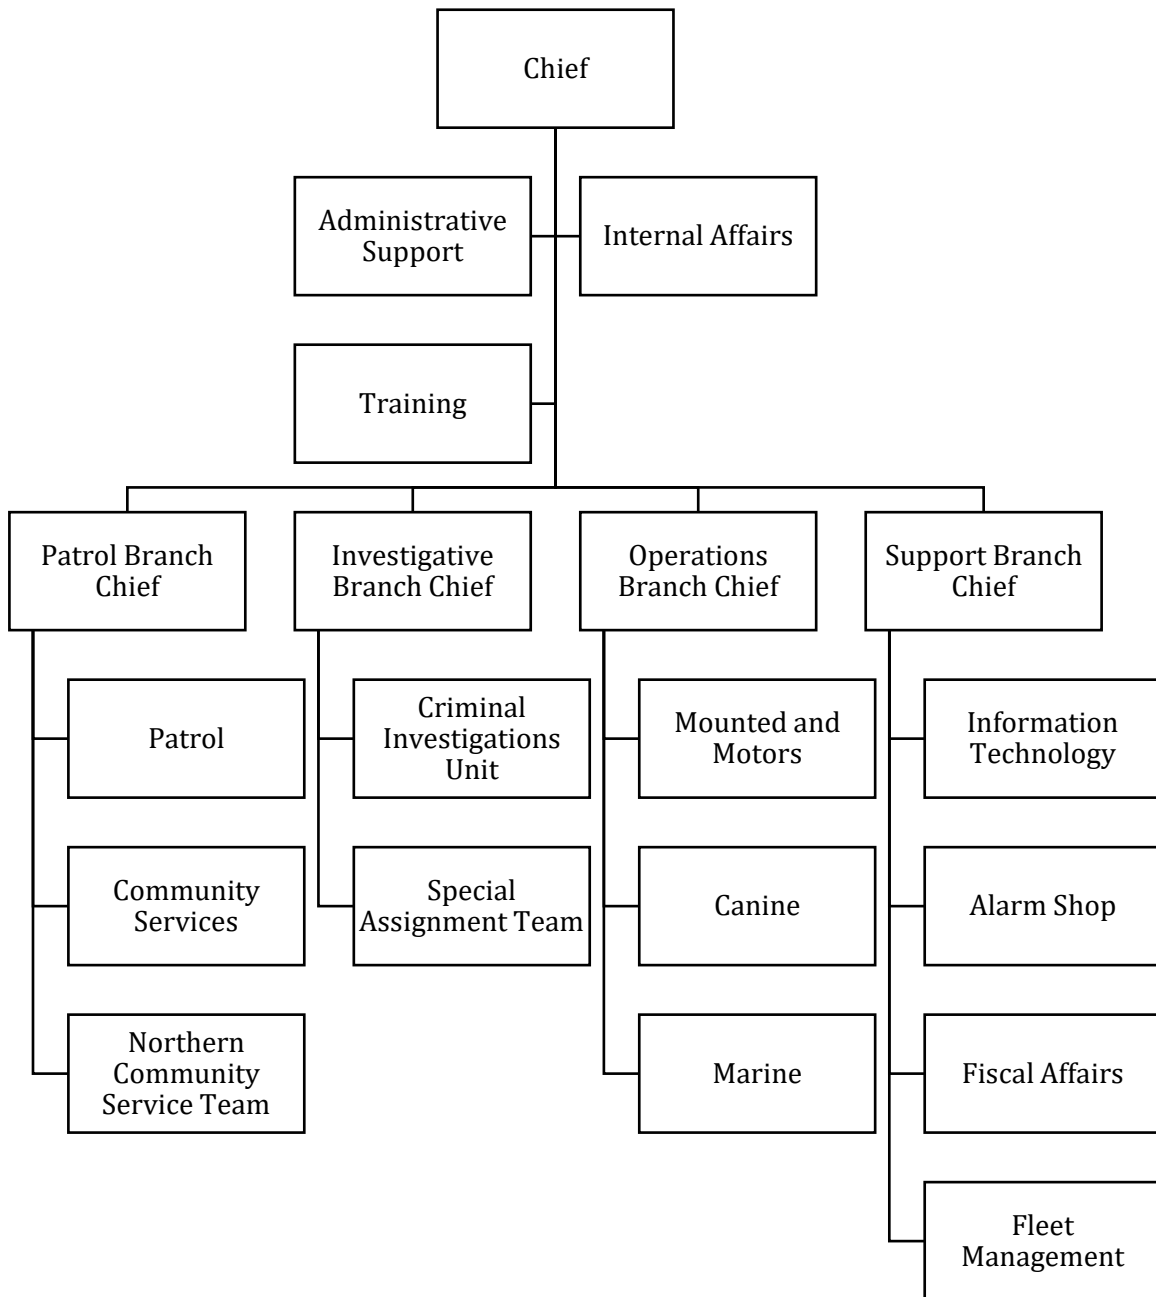 Chief
Administrative
Support
Internal Affairs
Training
Patrol Branch
Chief
Investigative
Branch Chief
Operations
Branch Chief
Support Branch
Chief
Patrol
Community
Services
Northern
Community
Service Team
Criminal
Investigations
Unit
Special
Assignment Team
Mounted and
Motors
Canine
Marine
Information
Technology
Alarm Shop
Fiscal Affairs
Fleet
Management